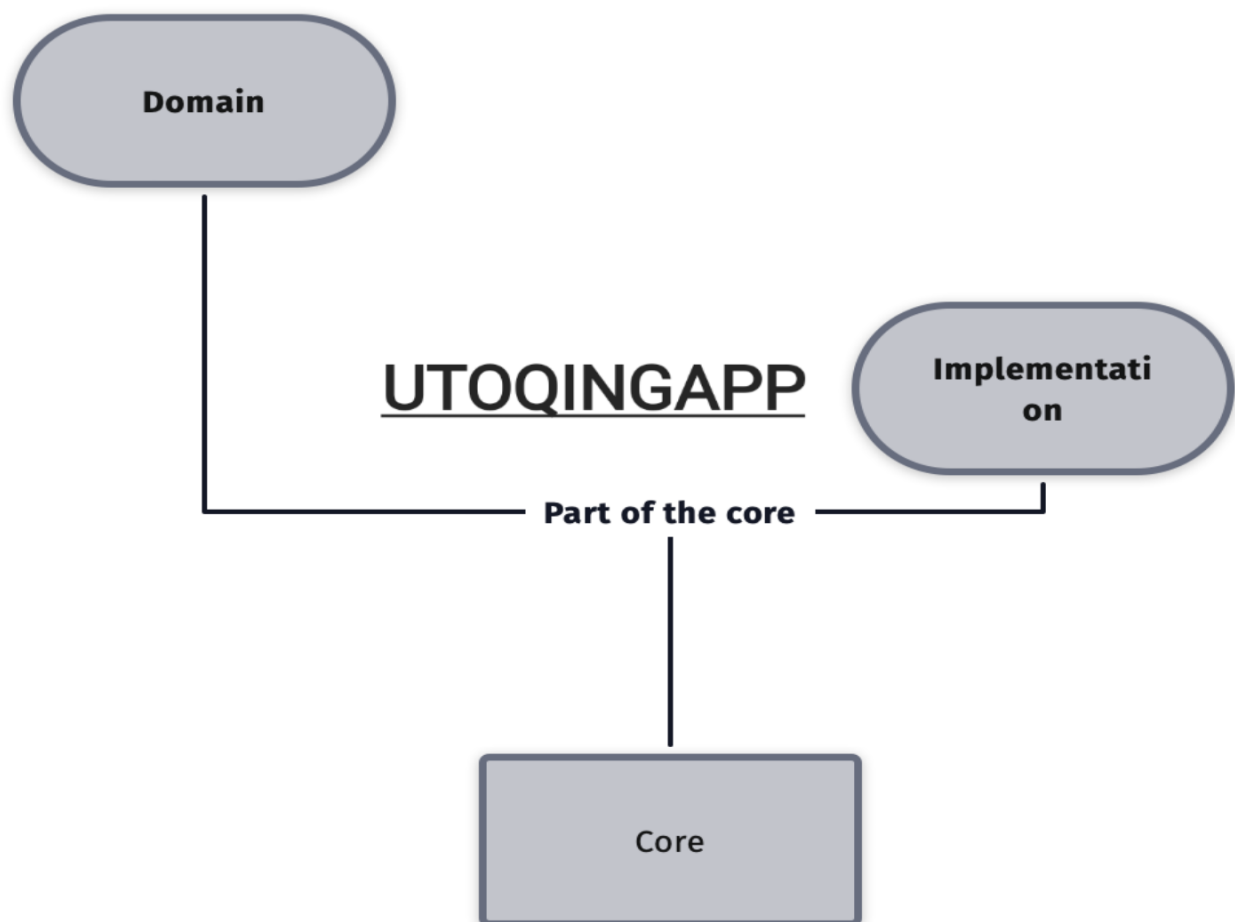 Domain
UTOQINGAPP
Implementati
on
Part of the core
Core